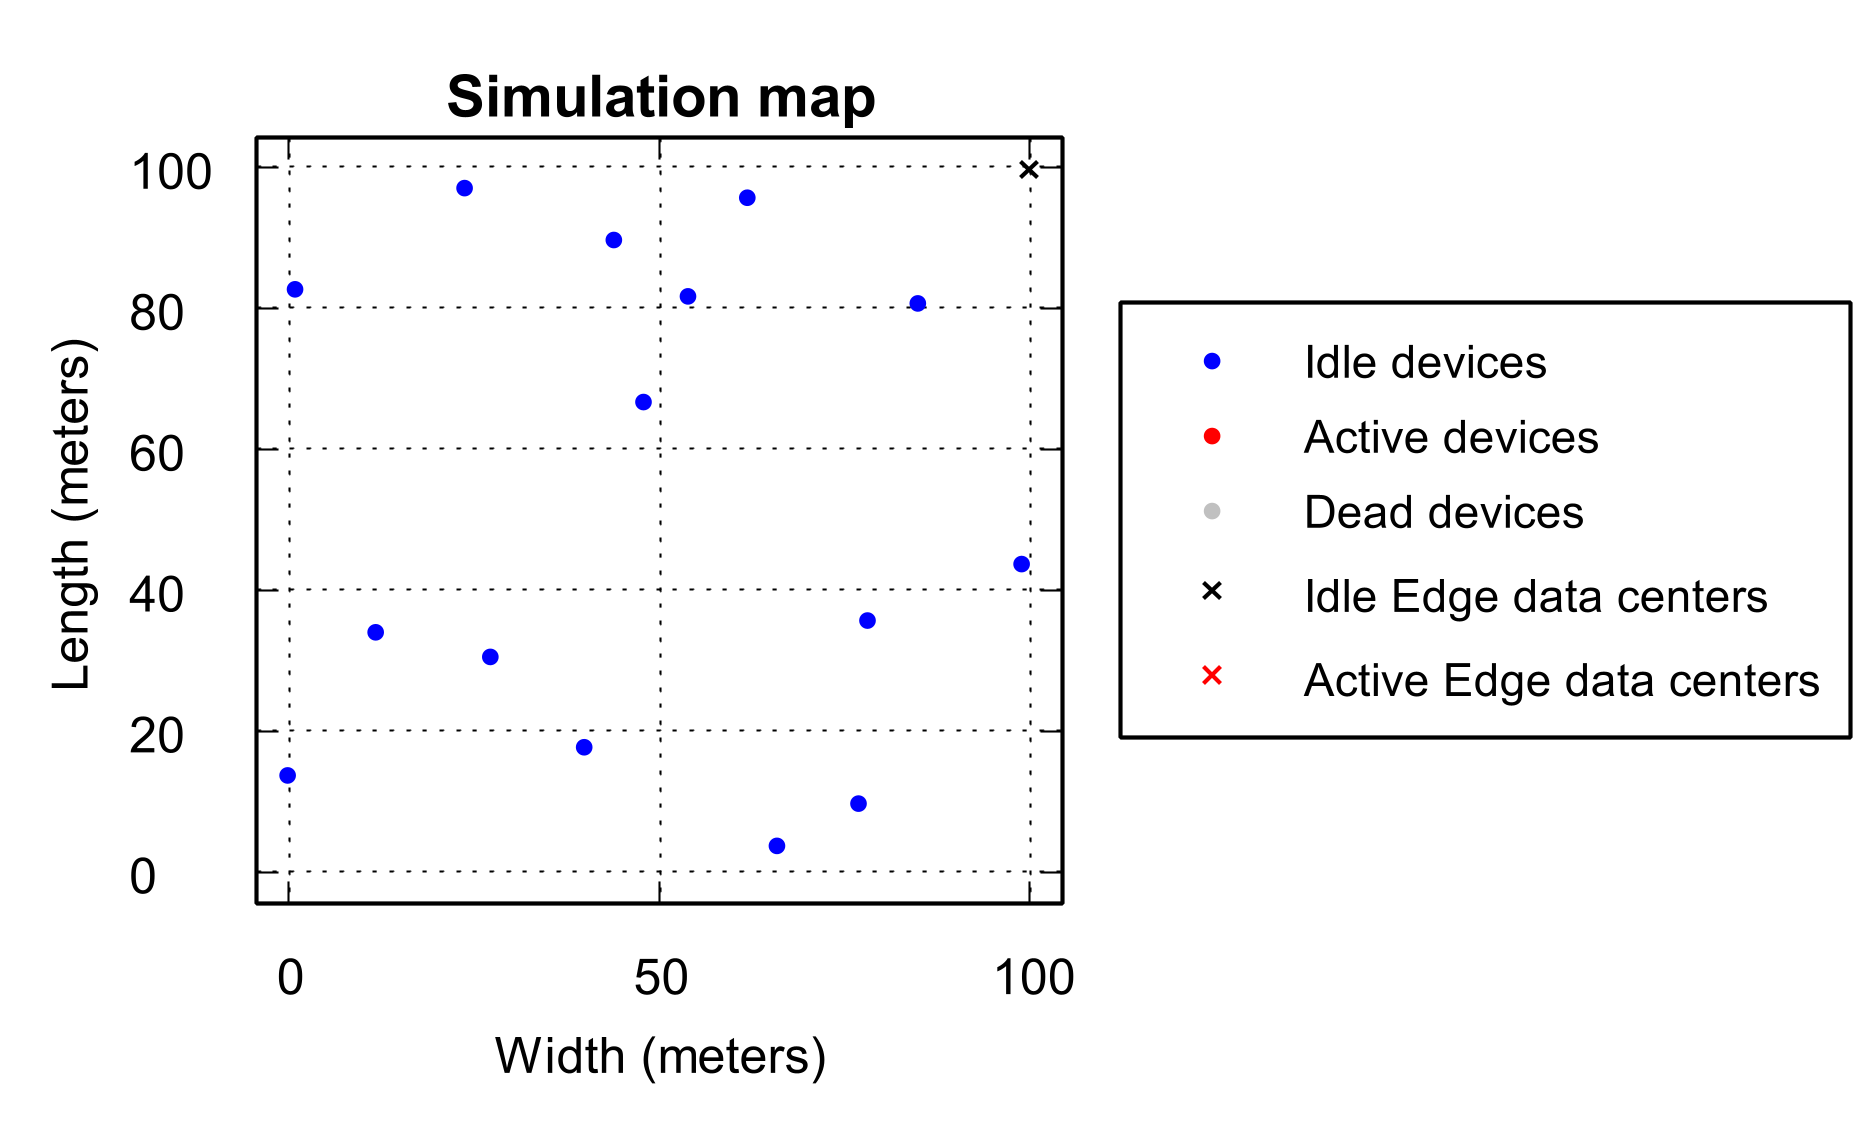 Simulation map
100
80
60
40
20
0
Length (meters)
0 50 100
Width (meters)
Idle devices
Active devices
Dead devices
Idle Edge data centers
Active Edge data centers